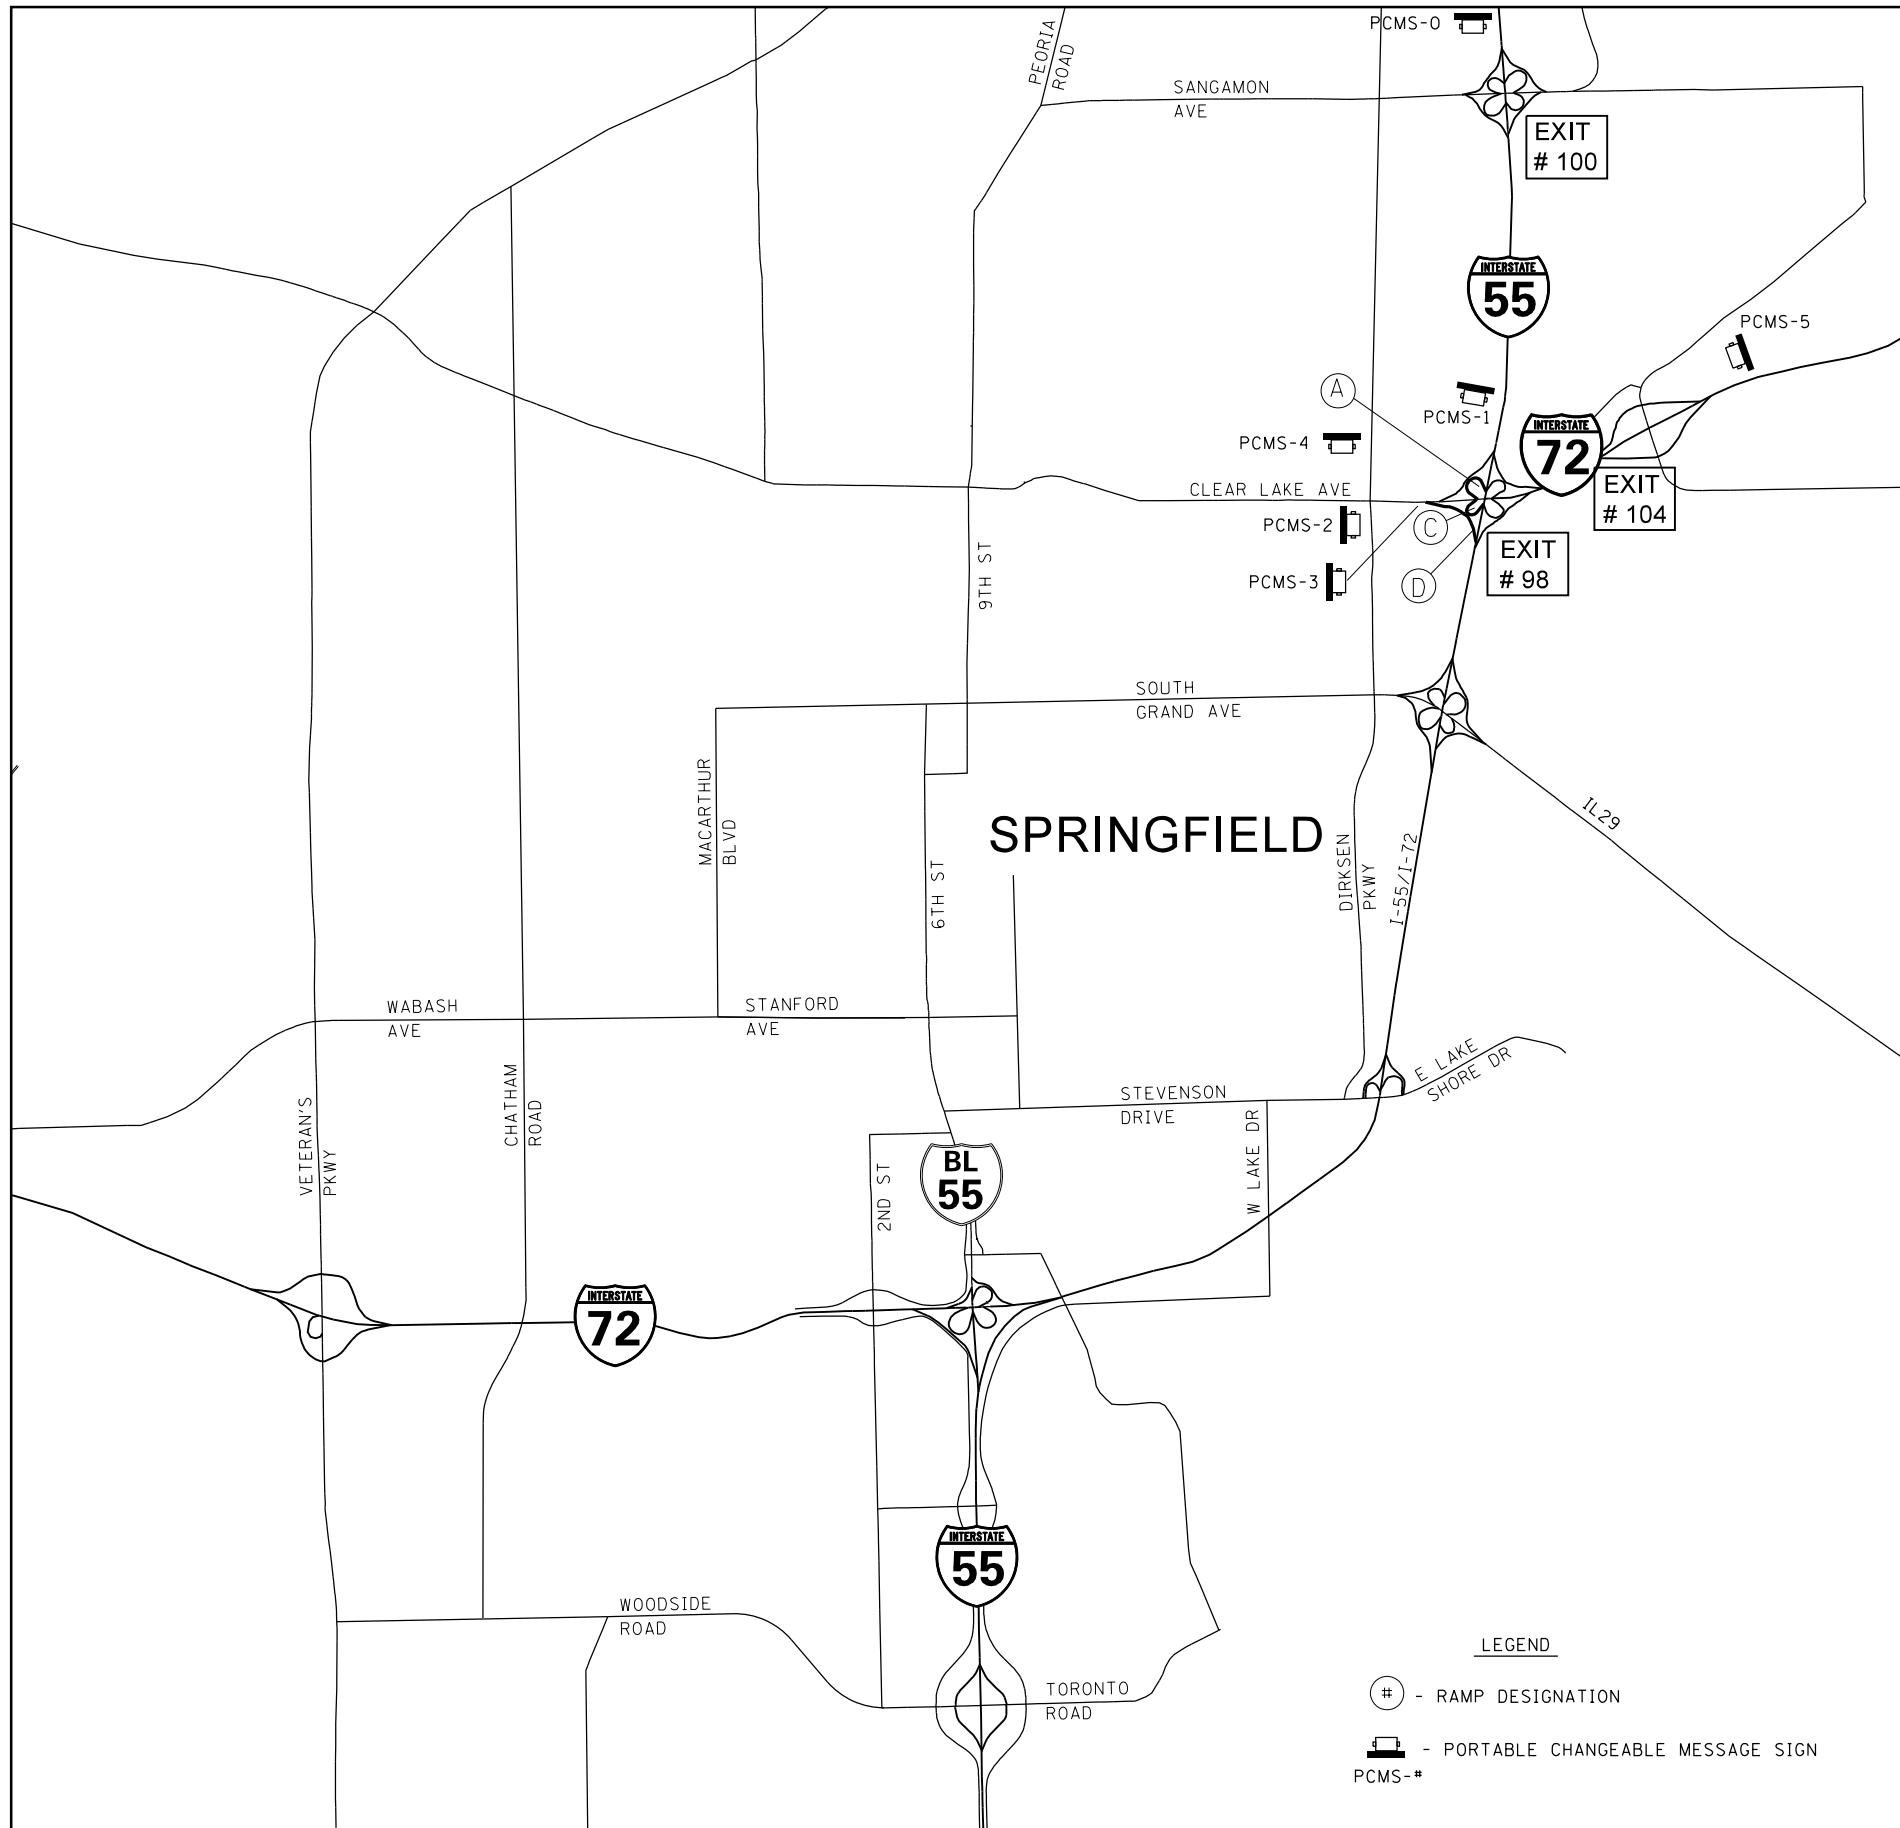 PCMS-0
PEORIA
ROAD
SANGAMON
AVE
EXIT
# 100
INTERSTATE
55
PCMS-5
A
PCMS-1
PCMS-4
INTERSTATE
72
CLEAR LAKE AVE
EXIT
# 104
PCMS-2
C
9TH ST
EXIT
# 98
PCMS-3
D
SOUTH
GRAND AVE
MACARTHUR
BLVD
SPRINGFIELD
IL29
6TH ST
DIRKSEN
PKWY
I-55/I-72
WABASH
AVE
STANFORD
AVE
E LAKE
SHORE DR
CHATHAM
ROAD
STEVENSON
DRIVE
VETERAN'S
PKWY
2ND ST
BL
55
W LAKE DR
INTERSTATE
72
INTERSTATE
55
WOODSIDE
ROAD
TORONTO
ROAD
LEGEND
# - RAMP DESIGNATION
- PORTABLE CHANGEABLE MESSAGE SIGN
PCMS-#